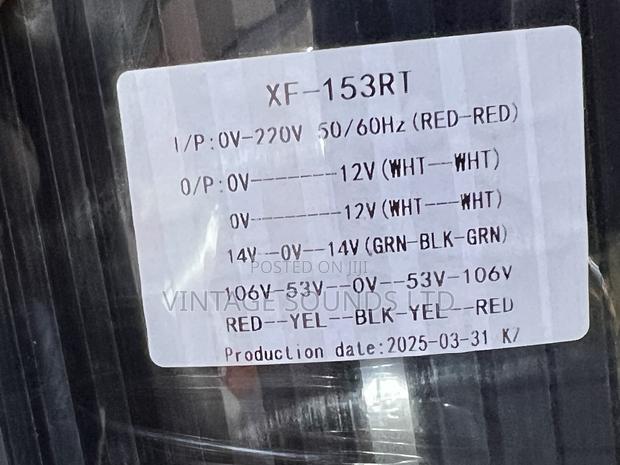 XF-153RT
I/P:0V-220V 50/60Hz(RED-RED)
O/P:0V-------12V(WHT---WHT)
0V---------12V(WHT---WHT)
14V--0V--14V(GRN-BLK-GRN)
POSTED ON JIJI
106V-53V--0V--53V-106V
VINTAGE SOUNDS LTD
RED--YEL--BLK-YEL--RED
Production date:2025-03-31